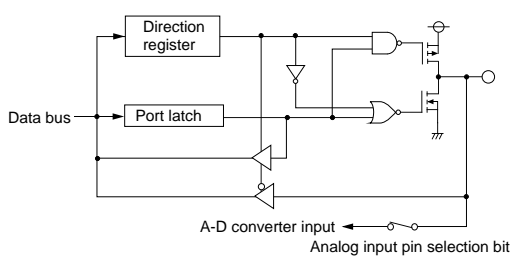 Direction
register
Data bus
Port latch
A-D converter input
Analog input pin selection bit